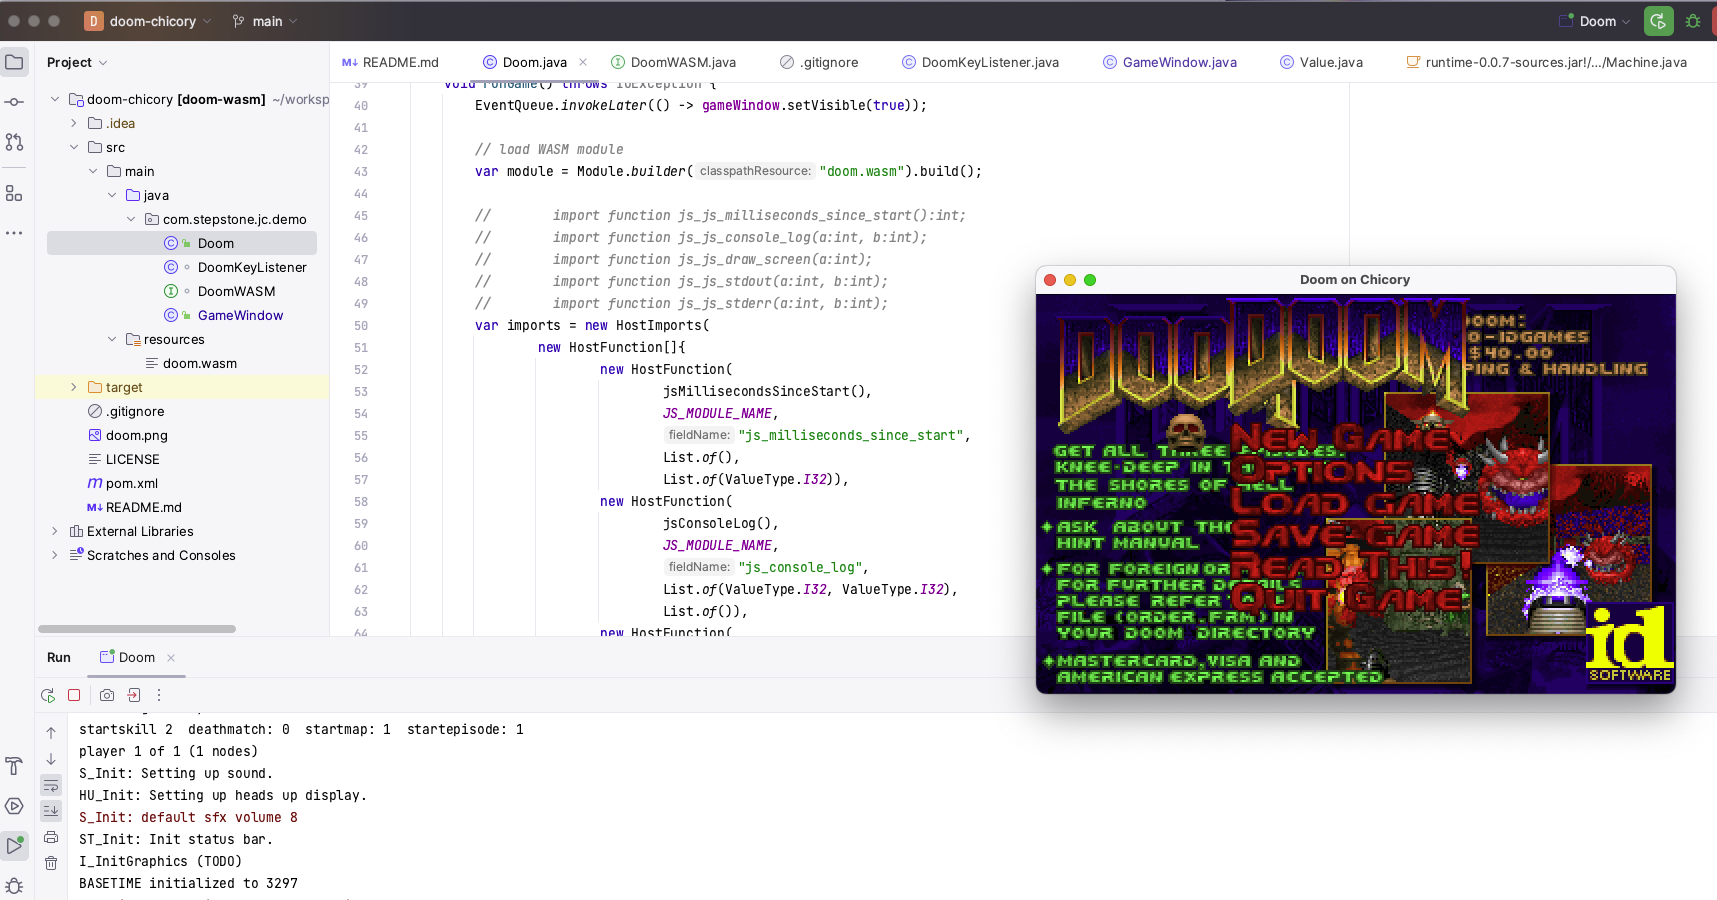 D doom-chicory main Doom
Project
README.md Doom.java DoomWASM.java .gitignore DoomKeyListener.java GameWindow.java Value.java runtime-0.0.7-sources.jar!/.../Machine.java
doom-chicory [doom-wasm] ~/worksp
.idea
src
main
java
com.stepstone.jc.demo
Doom
DoomKeyListener
DoomWASM
GameWindow
resources
doom.wasm
target
.gitignore
doom.png
LICENSE
pom.xml
README.md
External Libraries
Scratches and Consoles
39 void runGame() throws IOException {
40 EventQueue.invokeLater(() -> gameWindow.setVisible(true));
41
42 // load WASM module
43 var module = Module.builder( classpathResource: "doom.wasm").build();
44
45 // import function js_js_milliseconds_since_start():int;
46 // import function js_js_console_log(a:int, b:int);
47 // import function js_js_draw_screen(a:int);
48 // import function js_js_stdout(a:int, b:int);
49 // import function js_js_stderr(a:int, b:int);
50 var imports = new HostImports(
51 new HostFunction[]{
52 new HostFunction(
53 jsMillisecondsSinceStart(),
54 JS_MODULE_NAME,
55 fieldName: "js_milliseconds_since_start",
56 List.of(),
57 List.of(ValueType.I32)),
58 new HostFunction(
59 jsConsoleLog(),
60 JS_MODULE_NAME,
61 fieldName: "js_console_log",
62 List.of(ValueType.I32, ValueType.I32),
63 List.of()),
64 new HostFunction(
Doom on Chicory
DOOM
DOOM:
0-IDGAMES
$40.00
PING & HANDLING
New Game
Options
Load Game
Save Game
Read This!
Quit Game
GET ALL THREE EPISODES:
KNEE-DEEP IN T
THE SHORES OF HELL
INFERNO
ASK ABOUT THE
HINT MANUAL
FOR FOREIGN OR
FOR FURTHER DETAILS
PLEASE REFER
FILE (ORDER.FRM) IN
YOUR DOOM DIRECTORY
MASTERCARD, VISA AND
AMERICAN EXPRESS ACCEPTED
id
SOFTWARE
Run Doom
startskill 2 deathmatch: 0 startmap: 1 startepisode: 1
player 1 of 1 (1 nodes)
S_Init: Setting up sound.
HU_Init: Setting up heads up display.
S_Init: default sfx volume 8
ST_Init: Init status bar.
I_InitGraphics (TODO)
BASETIME initialized to 3297